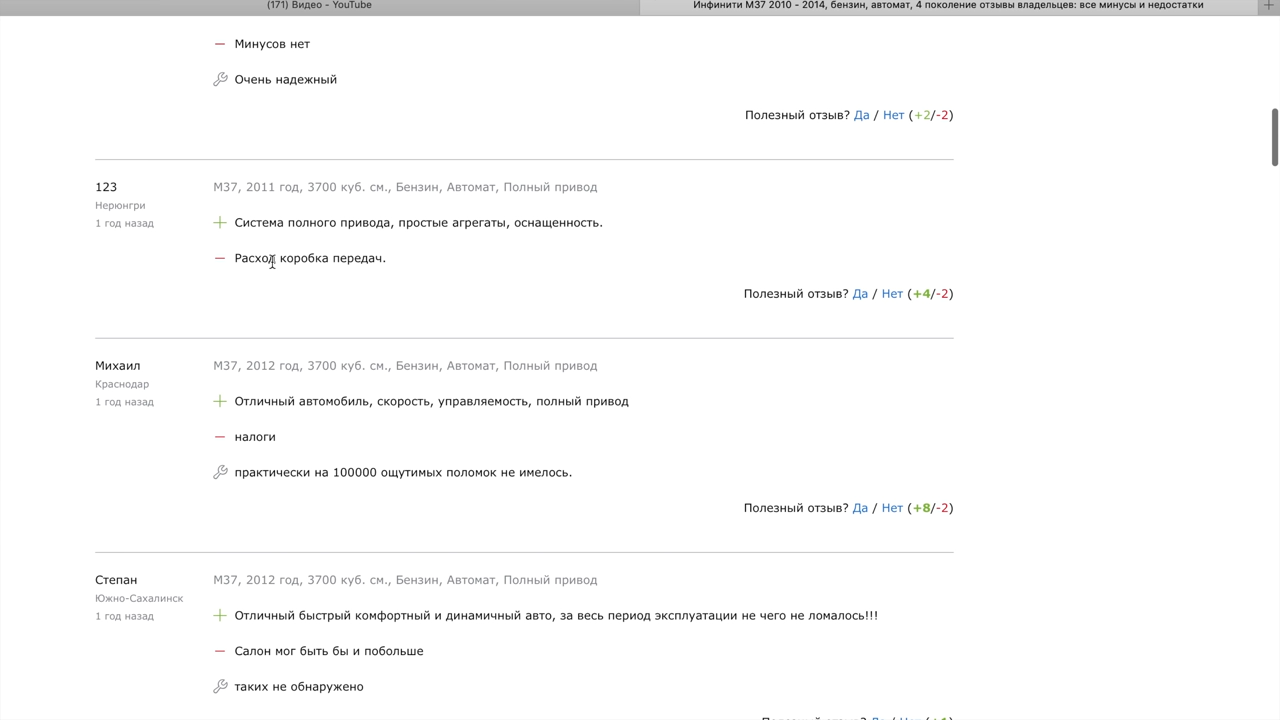 (171) Видео - YouTube
Инфинити М37 2010 - 2014, бензин, автомат, 4 поколение отзывы владельцев: все минусы и недостатки
Минусов нет
Очень надежный
Полезный отзыв? Да / Нет (+2/-2)
123
М37, 2011 год, 3700 куб. см., Бензин, Автомат, Полный привод
Нерюнгри
1 год назад
Система полного привода, простые агрегаты, оснащенность.
Расход коробка передач.
Полезный отзыв? Да / Нет (+4/-2)
Михаил
М37, 2012 год, 3700 куб. см., Бензин, Автомат, Полный привод
Краснодар
1 год назад
Отличный автомобиль, скорость, управляемость, полный привод
налоги
практически на 100000 ощутимых поломок не имелось.
Полезный отзыв? Да / Нет (+8/-2)
Степан
М37, 2012 год, 3700 куб. см., Бензин, Автомат, Полный привод
Южно-Сахалинск
1 год назад
Отличный быстрый комфортный и динамичный авто, за весь период эксплуатации не чего не ломалось!!!
Салон мог быть бы и побольше
таких не обнаружено